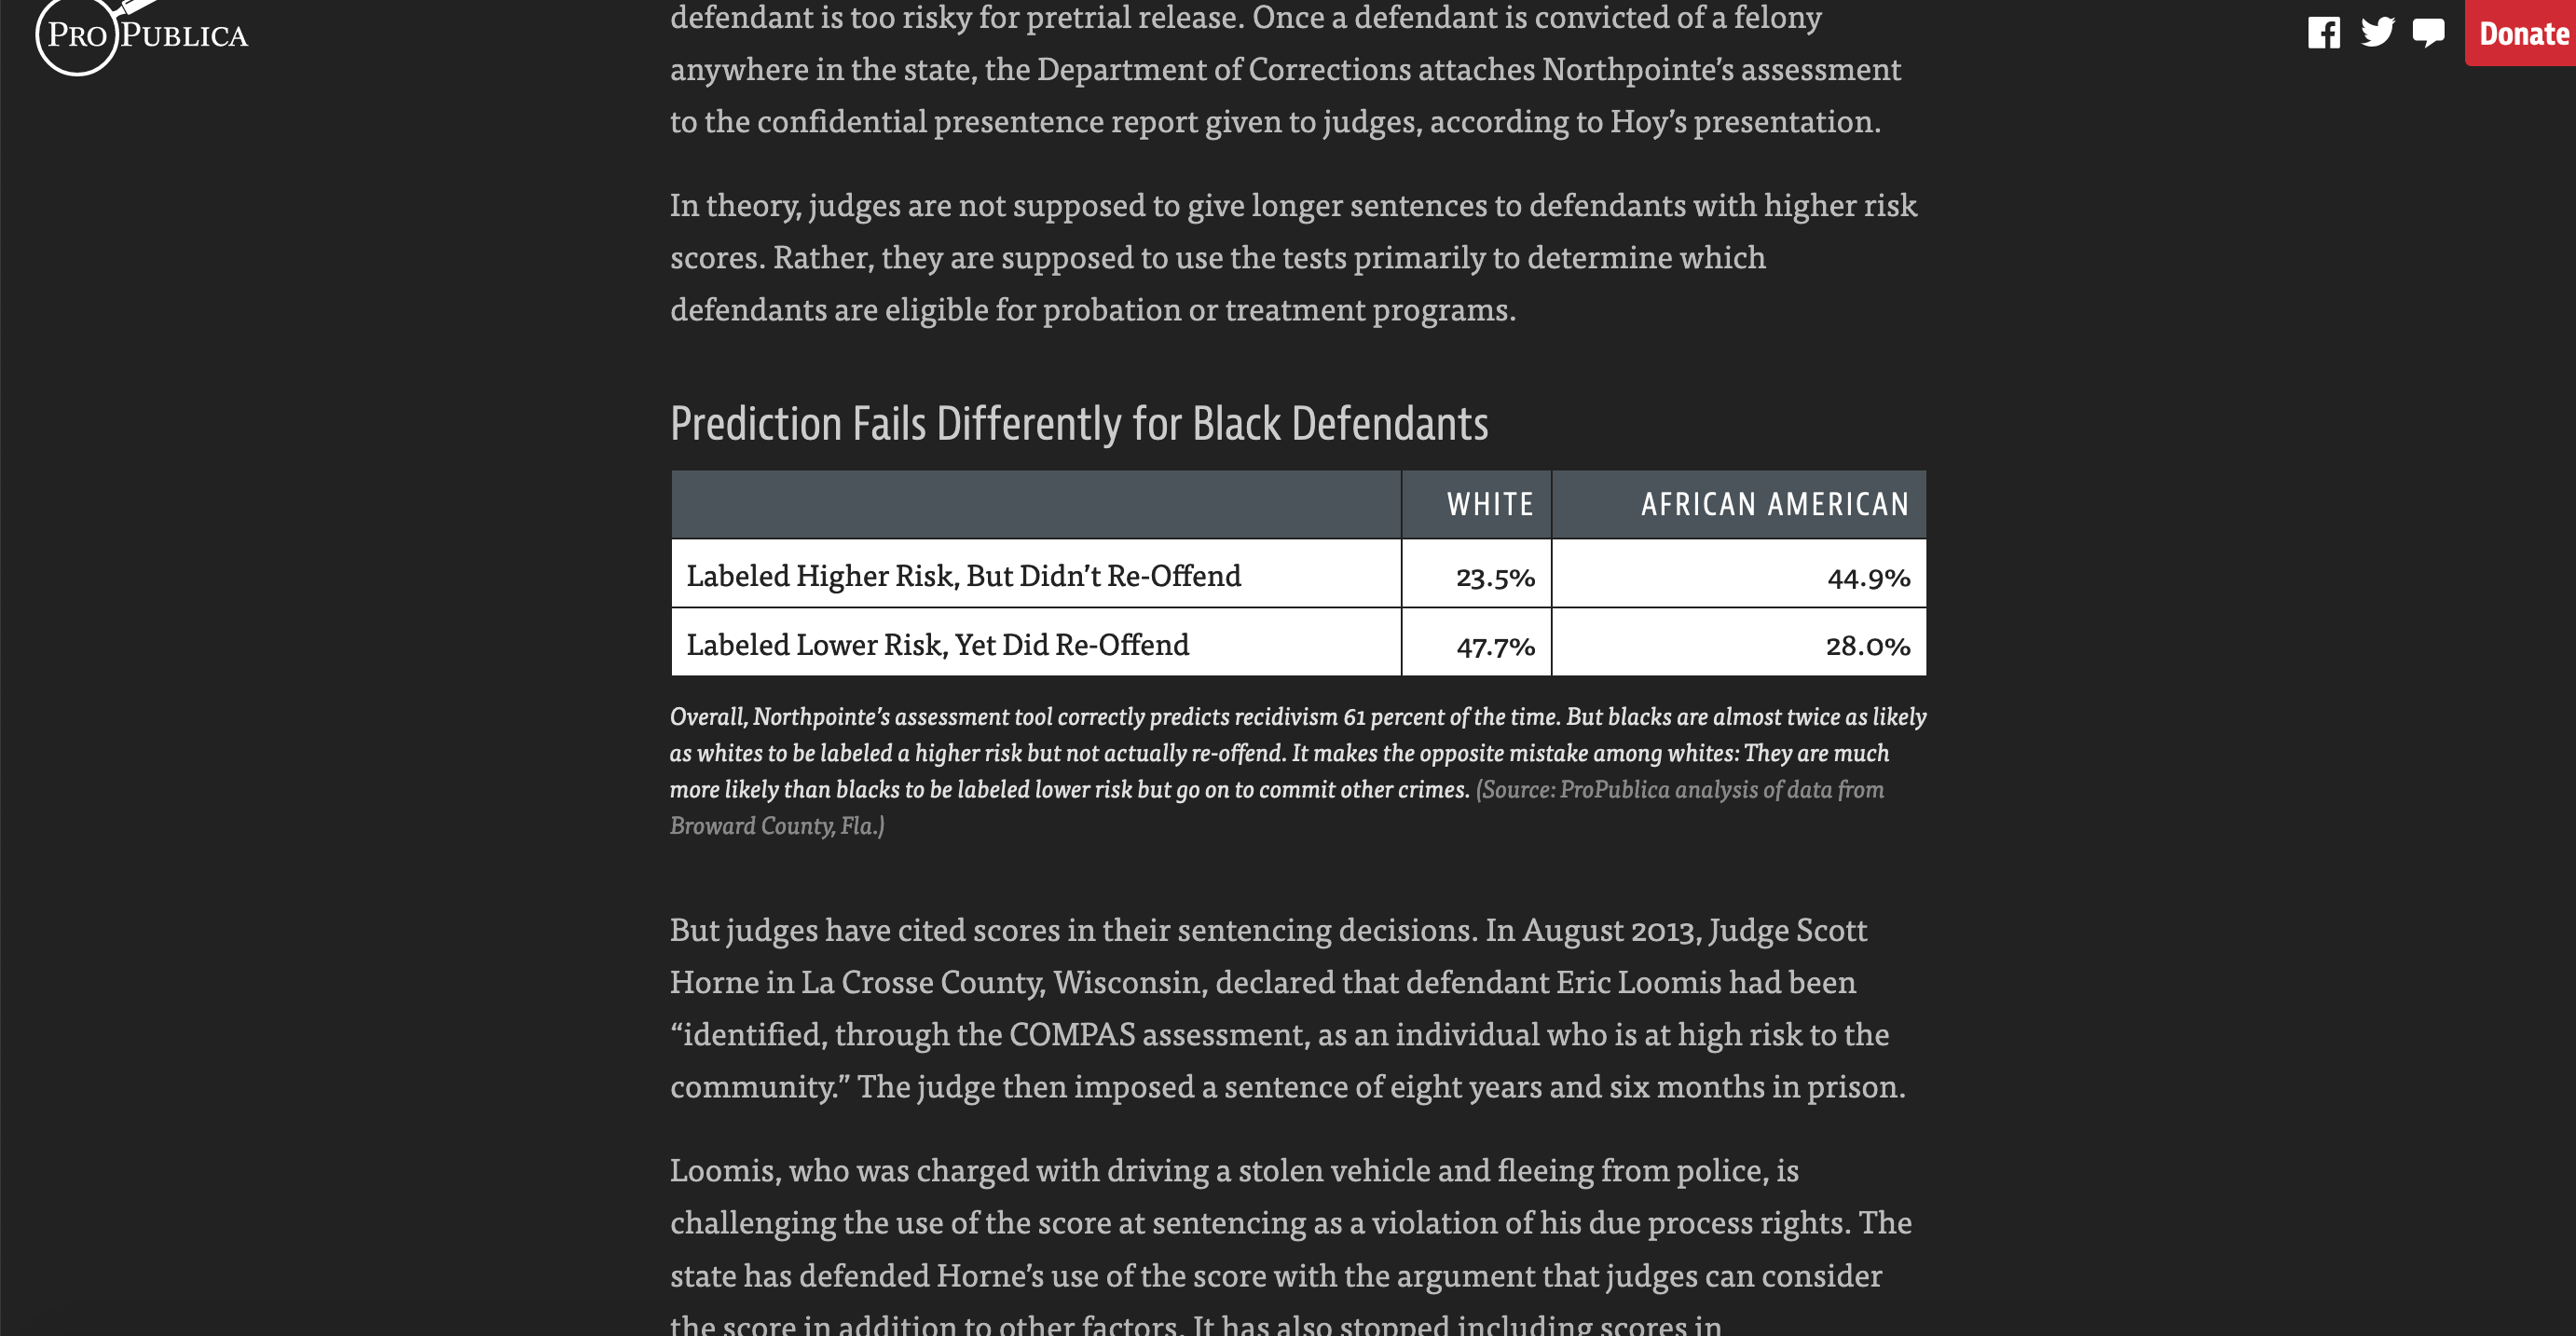 PROPUBLICA
Donate
defendant is too risky for pretrial release. Once a defendant is convicted of a felony
anywhere in the state, the Department of Corrections attaches Northpointe’s assessment
to the confidential presentence report given to judges, according to Hoy’s presentation.
In theory, judges are not supposed to give longer sentences to defendants with higher risk
scores. Rather, they are supposed to use the tests primarily to determine which
defendants are eligible for probation or treatment programs.
Prediction Fails Differently for Black Defendants
WHITE AFRICAN AMERICAN
Labeled Higher Risk, But Didn’t Re-Offend 23.5% 44.9%
Labeled Lower Risk, Yet Did Re-Offend 47.7% 28.0%
Overall, Northpointe’s assessment tool correctly predicts recidivism 61 percent of the time. But blacks are almost twice as likely
as whites to be labeled a higher risk but not actually re-offend. It makes the opposite mistake among whites: They are much
more likely than blacks to be labeled lower risk but go on to commit other crimes. (Source: ProPublica analysis of data from
Broward County, Fla.)
But judges have cited scores in their sentencing decisions. In August 2013, Judge Scott
Horne in La Crosse County, Wisconsin, declared that defendant Eric Loomis had been
“identified, through the COMPAS assessment, as an individual who is at high risk to the
community.” The judge then imposed a sentence of eight years and six months in prison.
Loomis, who was charged with driving a stolen vehicle and fleeing from police, is
challenging the use of the score at sentencing as a violation of his due process rights. The
state has defended Horne’s use of the score with the argument that judges can consider
the score in addition to other factors. It has also stopped including scores in